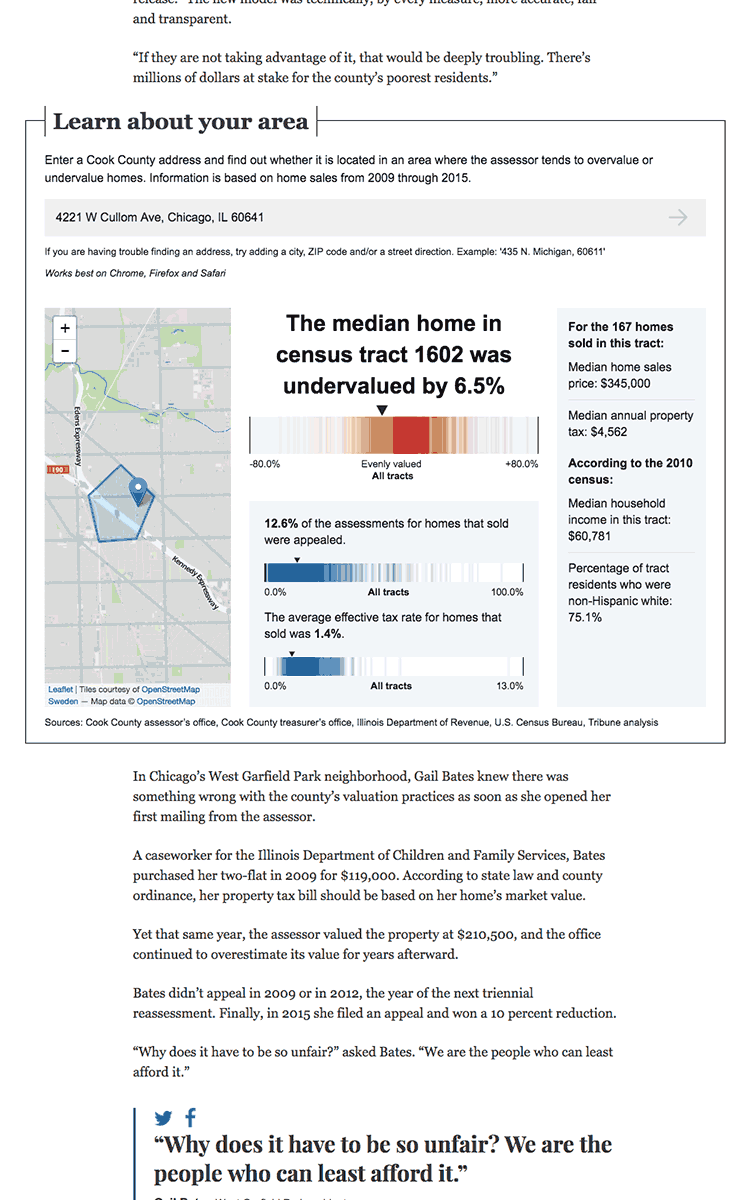 release. "The new model was technically, by every measure, more accurate, fair
and transparent.
“If they are not taking advantage of it, that would be deeply troubling. There’s
millions of dollars at stake for the county’s poorest residents.”
Learn about your area
Enter a Cook County address and find out whether it is located in an area where the assessor tends to overvalue or
undervalue homes. Information is based on home sales from 2009 through 2015.
4221 W Cullom Ave, Chicago, IL 60641
If you are having trouble finding an address, try adding a city, ZIP code and/or a street direction. Example: '435 N. Michigan, 60611'
Works best on Chrome, Firefox and Safari
+
−
Edens Expressway
I 90
Kennedy Expressway
Leaflet | Tiles courtesy of OpenStreetMap
Sweden — Map data © OpenStreetMap
The median home in
census tract 1602 was
undervalued by 6.5%
-80.0%
Evenly valued
+80.0%
All tracts
12.6% of the assessments for homes that sold
were appealed.
0.0%
All tracts
100.0%
The average effective tax rate for homes that
sold was 1.4%.
0.0%
All tracts
13.0%
For the 167 homes
sold in this tract:
Median home sales
price: $345,000
Median annual property
tax: $4,562
According to the 2010
census:
Median household
income in this tract:
$60,781
Percentage of tract
residents who were
non-Hispanic white:
75.1%
Sources: Cook County assessor’s office, Cook County treasurer’s office, Illinois Department of Revenue, U.S. Census Bureau, Tribune analysis
In Chicago’s West Garfield Park neighborhood, Gail Bates knew there was
something wrong with the county’s valuation practices as soon as she opened her
first mailing from the assessor.
A caseworker for the Illinois Department of Children and Family Services, Bates
purchased her two-flat in 2009 for $119,000. According to state law and county
ordinance, her property tax bill should be based on her home’s market value.
Yet that same year, the assessor valued the property at $210,500, and the office
continued to overestimate its value for years afterward.
Bates didn’t appeal in 2009 or in 2012, the year of the next triennial
reassessment. Finally, in 2015 she filed an appeal and won a 10 percent reduction.
“Why does it have to be so unfair?” asked Bates. “We are the people who can least
afford it.”
“Why does it have to be so unfair? We are the
people who can least afford it.”